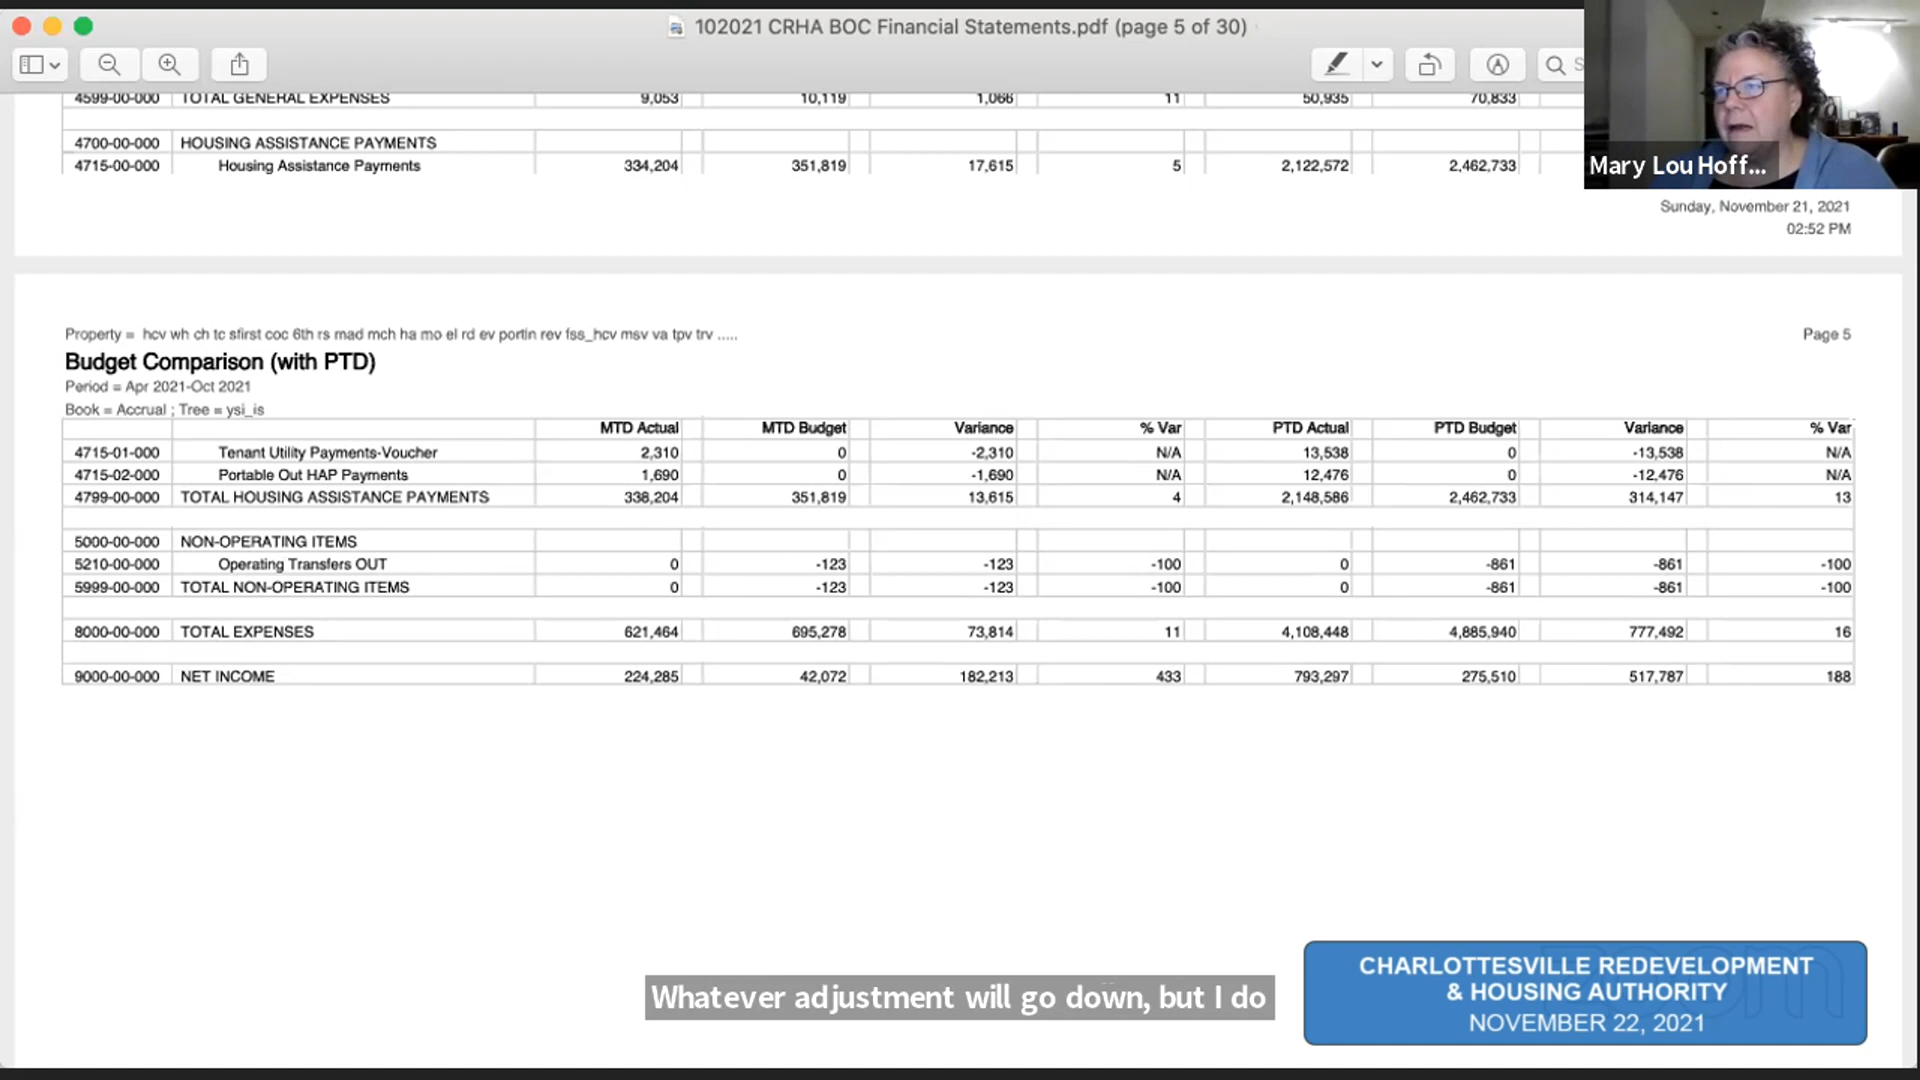 102021 CRHA BOC Financial Statements.pdf (page 5 of 30)
4599-00-000 TOTAL GENERAL EXPENSES 9,053 10,119 1,066 11 50,935 70,833
4700-00-000 HOUSING ASSISTANCE PAYMENTS
4715-00-000 Housing Assistance Payments 334,204 351,819 17,615 5 2,122,572 2,462,733
Mary Lou Hoff...
Sunday, November 21, 2021
02:52 PM
Property = hcv wh ch tc sfirst coc 6th rs mad mch ha mo el rd ev portin rev fss_hcv msv va tpv trv ..... Page 5
Budget Comparison (with PTD)
Period = Apr 2021-Oct 2021
Book = Accrual ; Tree = ysi_is
MTD Actual MTD Budget Variance % Var PTD Actual PTD Budget Variance % Var
4715-01-000 Tenant Utility Payments-Voucher 2,310 0 -2,310 N/A 13,538 0 -13,538 N/A
4715-02-000 Portable Out HAP Payments 1,690 0 -1,690 N/A 12,476 0 -12,476 N/A
4799-00-000 TOTAL HOUSING ASSISTANCE PAYMENTS 338,204 351,819 13,615 4 2,148,586 2,462,733 314,147 13
5000-00-000 NON-OPERATING ITEMS
5210-00-000 Operating Transfers OUT 0 -123 -123 -100 0 -861 -861 -100
5999-00-000 TOTAL NON-OPERATING ITEMS 0 -123 -123 -100 0 -861 -861 -100
8000-00-000 TOTAL EXPENSES 621,464 695,278 73,814 11 4,108,448 4,885,940 777,492 16
9000-00-000 NET INCOME 224,285 42,072 182,213 433 793,297 275,510 517,787 188
Whatever adjustment will go down, but I do
CHARLOTTESVILLE REDEVELOPMENT
& HOUSING AUTHORITY
NOVEMBER 22, 2021